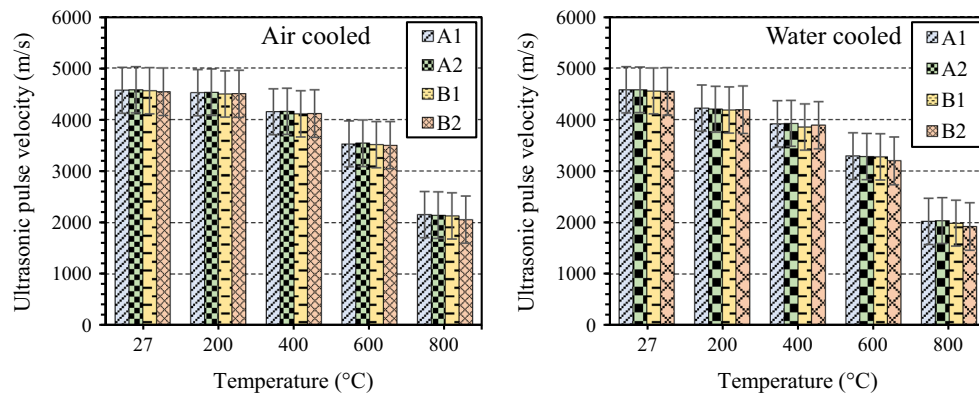 Air cooled
A1
A2
B1
B2
6000
5000
4000
3000
2000
1000
0
Ultrasonic pulse velocity (m/s)
27 200 400 600 800
Temperature (°C)
Water cooled
A1
A2
B1
B2
6000
5000
4000
3000
2000
1000
0
Ultrasonic pulse velocity (m/s)
27 200 400 600 800
Temperature (°C)